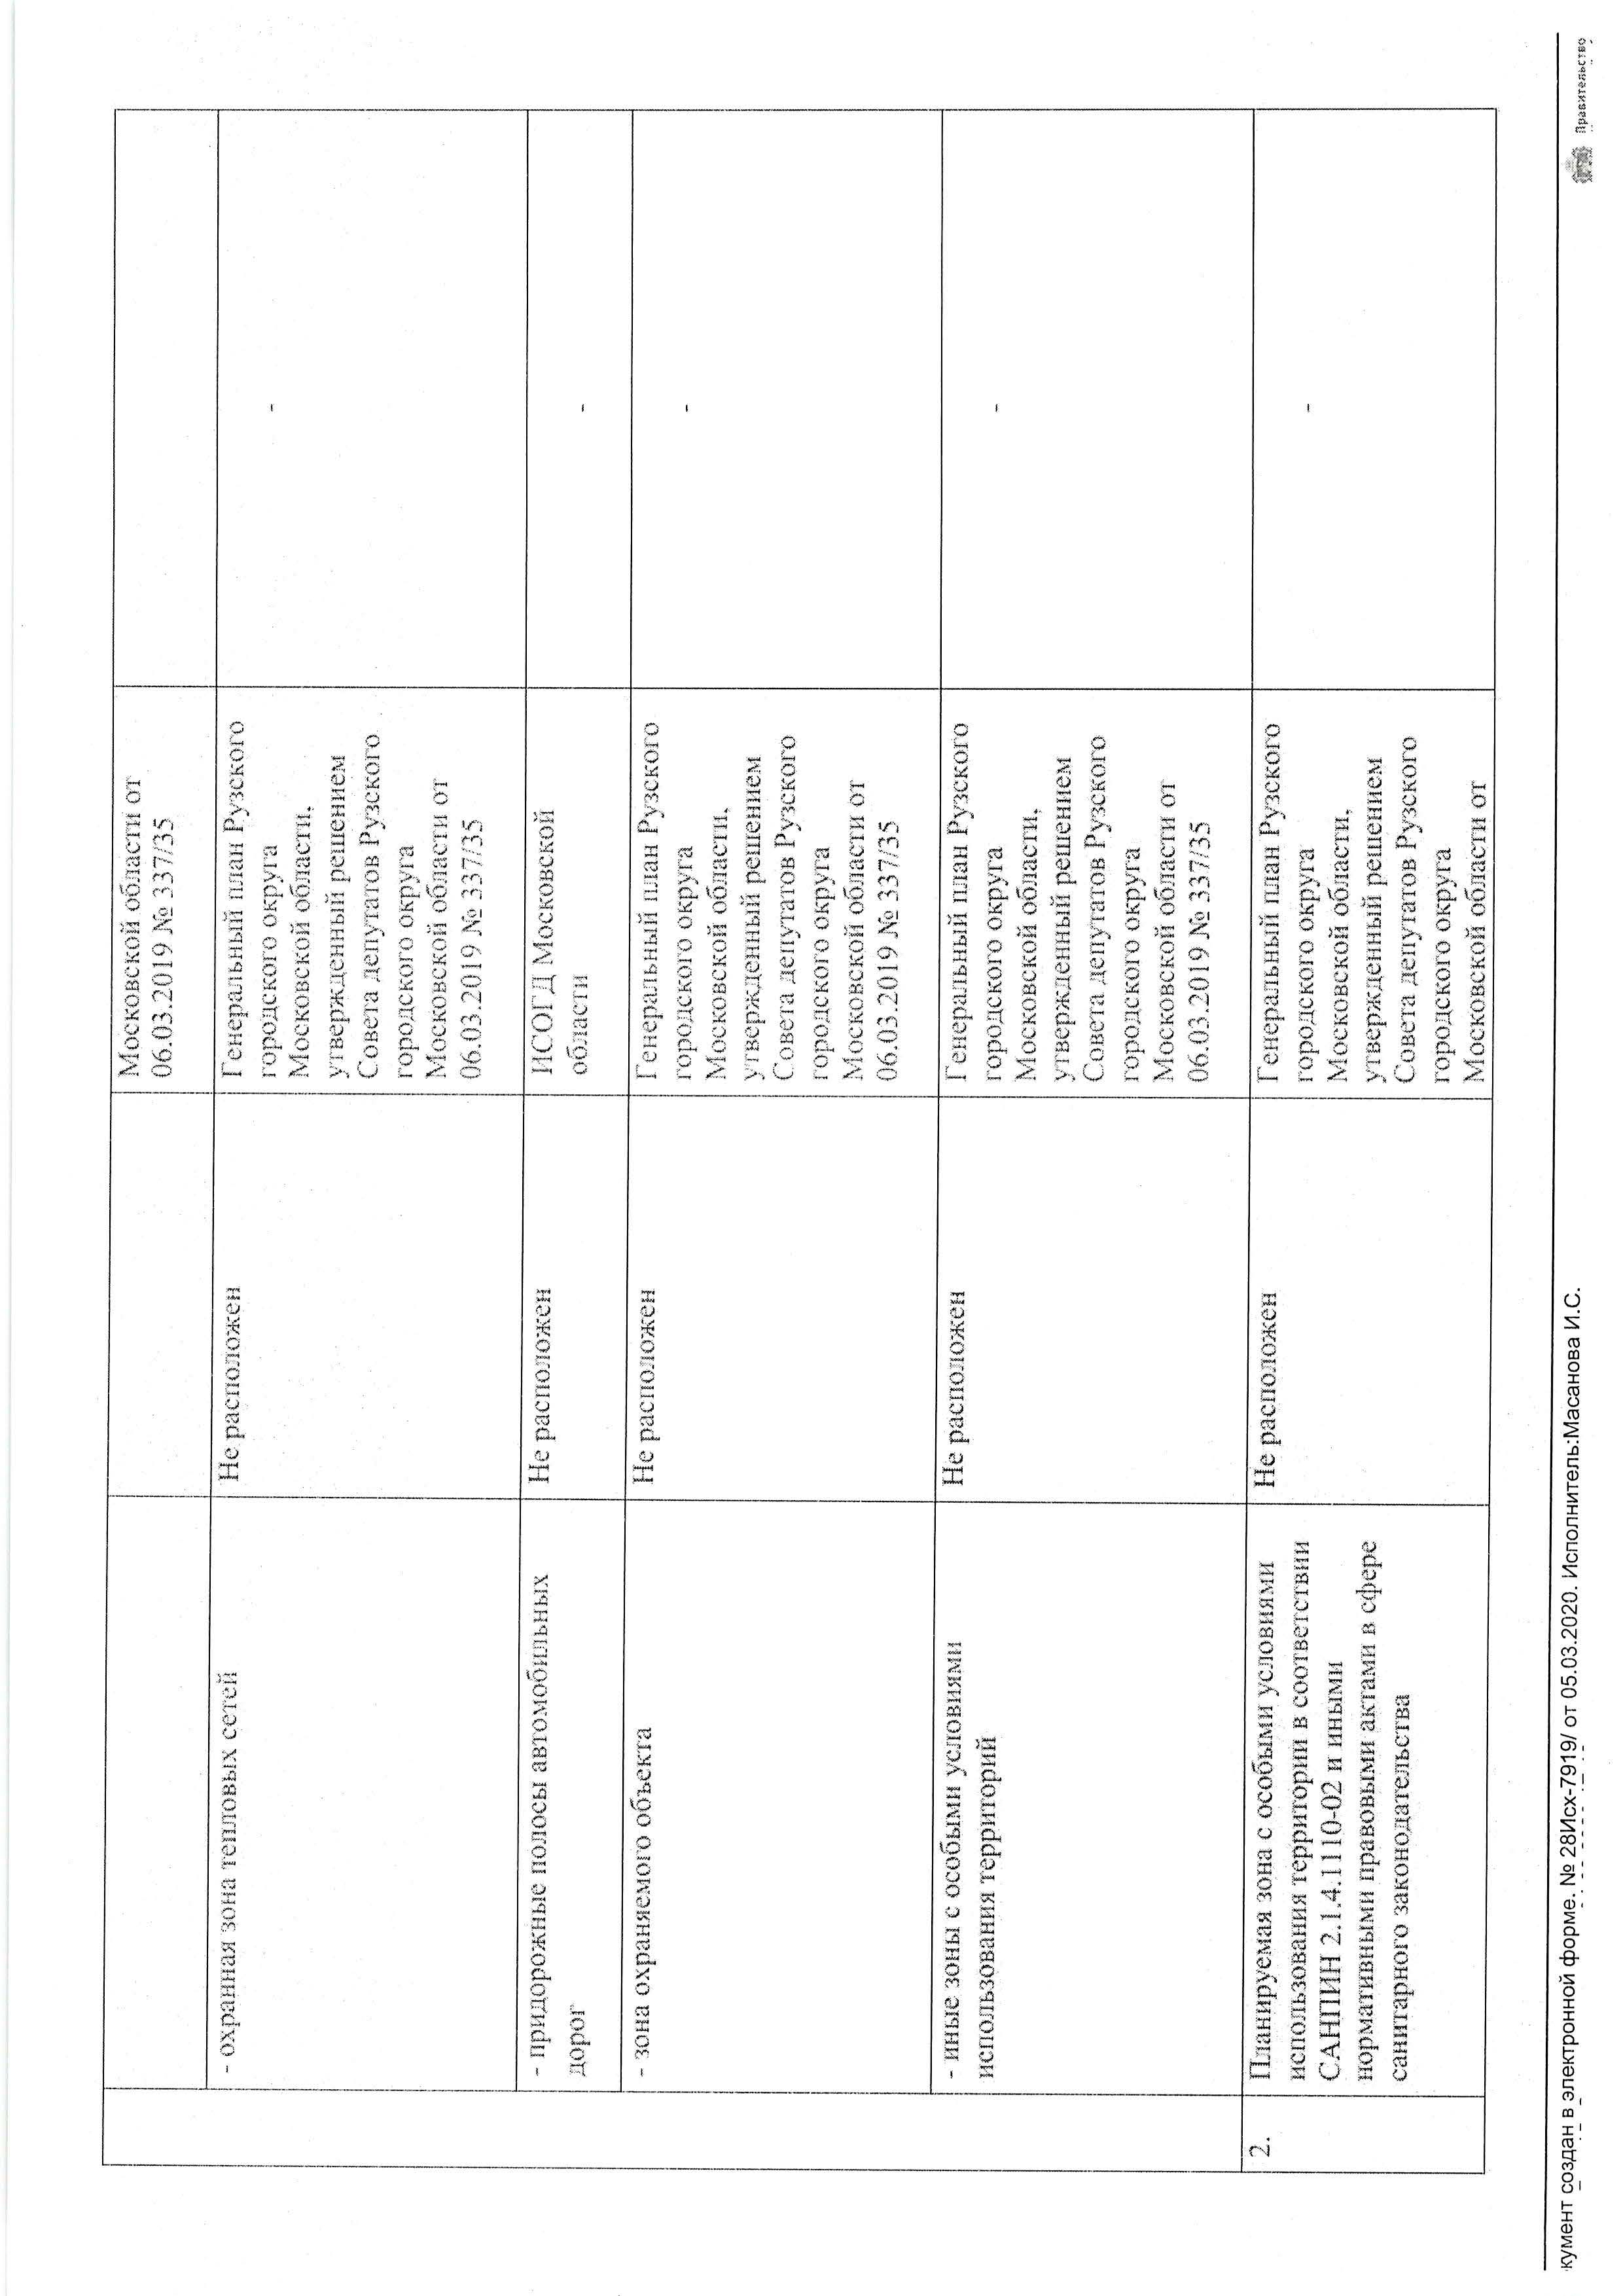 Московской области от
06.03.2019 № 337/35
- охранная зона тепловых сетей
Не расположен
Генеральный план Рузского
городского округа
Московской области,
утвержденный решением
Совета депутатов Рузского
городского округа
Московской области от
06.03.2019 № 337/35
-
- придорожные полосы автомобильных
дорог
Не расположен
ИСОГД Московской
области
-
- зона охраняемого объекта
Не расположен
Генеральный план Рузского
городского округа
Московской области,
утвержденный решением
Совета депутатов Рузского
городского округа
Московской области от
06.03.2019 № 337/35
-
- иные зоны с особыми условиями
использования территорий
Не расположен
Генеральный план Рузского
городского округа
Московской области,
утвержденный решением
Совета депутатов Рузского
городского округа
Московской области от
06.03.2019 № 337/35
-
2.
Планируемая зона с особыми условиями
использования территории в соответствии
САНПИН 2.1.4.1110-02 и иными
нормативными правовыми актами в сфере
санитарного законодательства
Не расположен
Генеральный план Рузского
городского округа
Московской области,
утвержденный решением
Совета депутатов Рузского
городского округа
Московской области от
-
кумент создан в электронной форме. № 28Исх-7919/ от 05.03.2020. Исполнитель:Масанова И.С.
Правительство